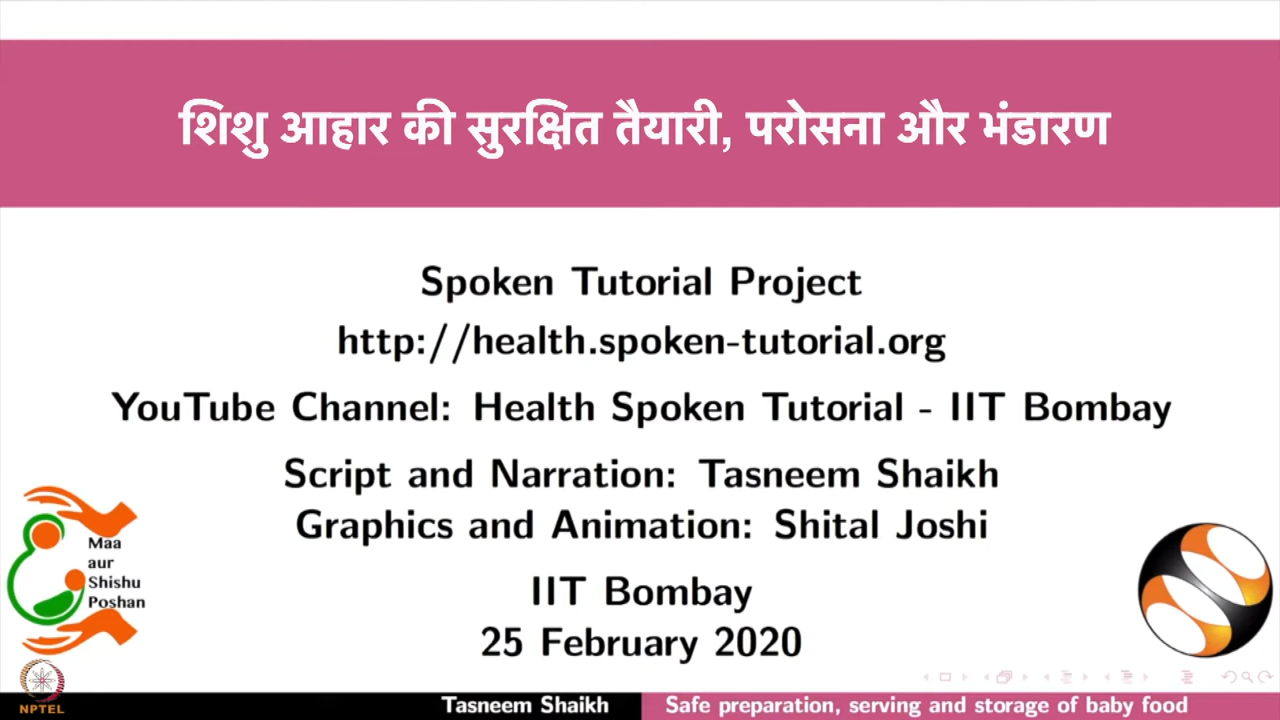 शिशु आहार की सुरक्षित तैयारी, परोसना और भंडारण
Spoken Tutorial Project
http://health.spoken-tutorial.org
YouTube Channel: Health Spoken Tutorial - IIT Bombay
Script and Narration: Tasneem Shaikh
Graphics and Animation: Shital Joshi
IIT Bombay
25 February 2020
Maa
aur
Shishu
Poshan
NPTEL
Tasneem Shaikh
Safe preparation, serving and storage of baby food